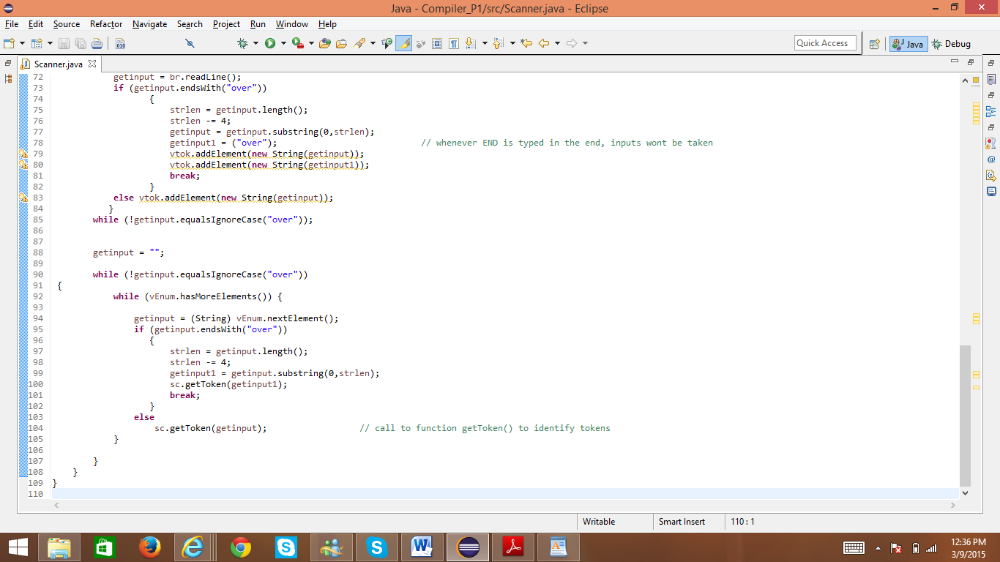 Java - Compiler_P1/src/Scanner.java - Eclipse
File Edit Source Refactor Navigate Search Project Run Window Help
Quick Access Java Debug
Scanner.java
72 getinput = br.readLine();
73 if (getinput.endsWith("over"))
74 {
75 strlen = getinput.length();
76 strlen -= 4;
77 getinput = getinput.substring(0,strlen);
78 getinput1 = ("over"); // whenever END is typed in the end, inputs wont be taken
79 vtok.addElement(new String(getinput));
80 vtok.addElement(new String(getinput1));
81 break;
82 }
83 else vtok.addElement(new String(getinput));
84 }
85 while (!getinput.equalsIgnoreCase("over"));
86
87
88 getinput = "";
89
90 while (!getinput.equalsIgnoreCase("over"))
91 {
92 while (vEnum.hasMoreElements()) {
93
94 getinput = (String) vEnum.nextElement();
95 if (getinput.endsWith("over"))
96 {
97 strlen = getinput.length();
98 strlen -= 4;
99 getinput1 = getinput.substring(0,strlen);
100 sc.getToken(getinput1);
101 break;
102 }
103 else
104 sc.getToken(getinput); // call to function getToken() to identify tokens
105 }
106
107 }
108 }
109 }
110
Writable Smart Insert 110 : 1
12:36 PM
3/9/2015